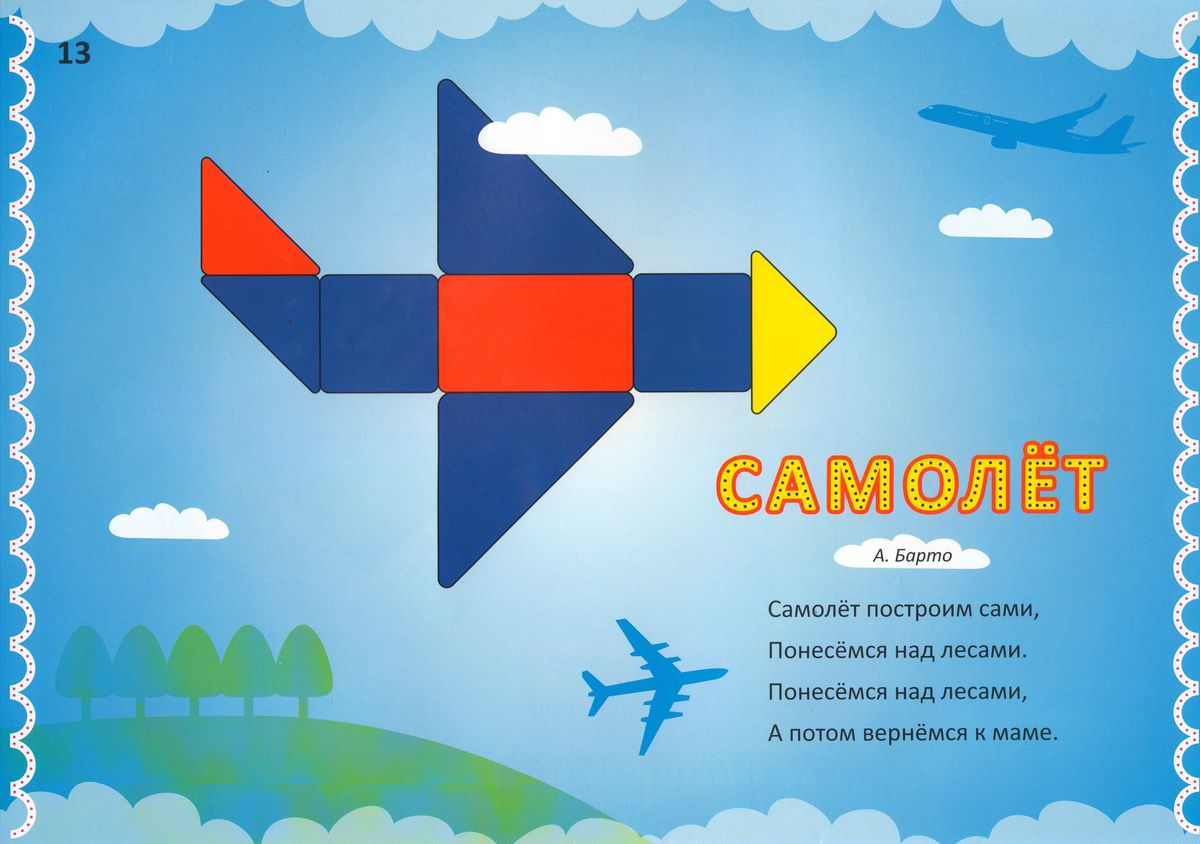 13
САМОЛЁТ
А. Барто
Самолёт построим сами,
Понесёмся над лесами.
Понесёмся над лесами,
А потом вернёмся к маме.